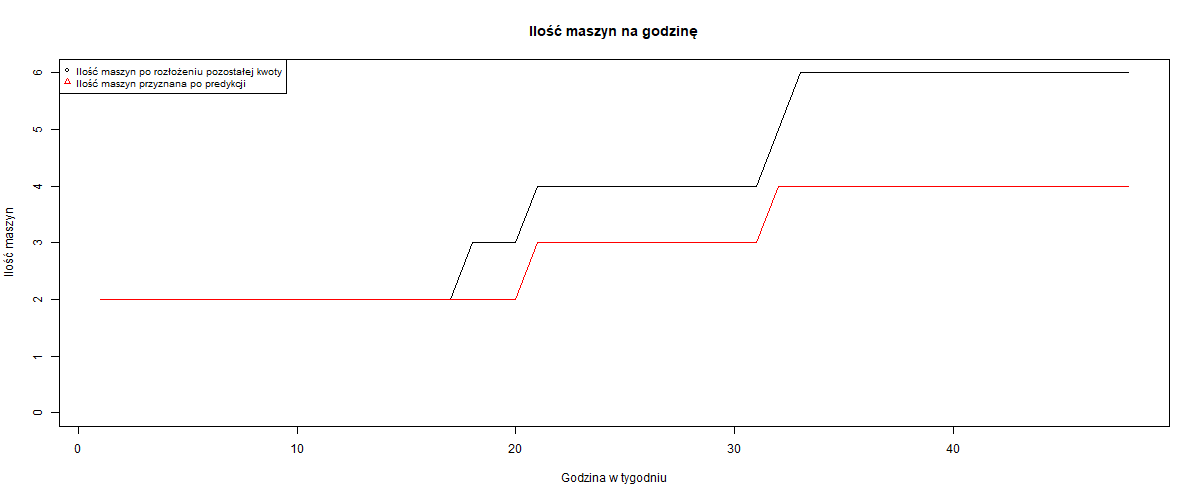 Ilość maszyn na godzinę
Ilość maszyn po rozłożeniu pozostałej kwoty
Ilość maszyn przyznana po predykcji
6
5
4
3
2
1
0
Ilość maszyn
0 10 20 30 40
Godzina w tygodniu